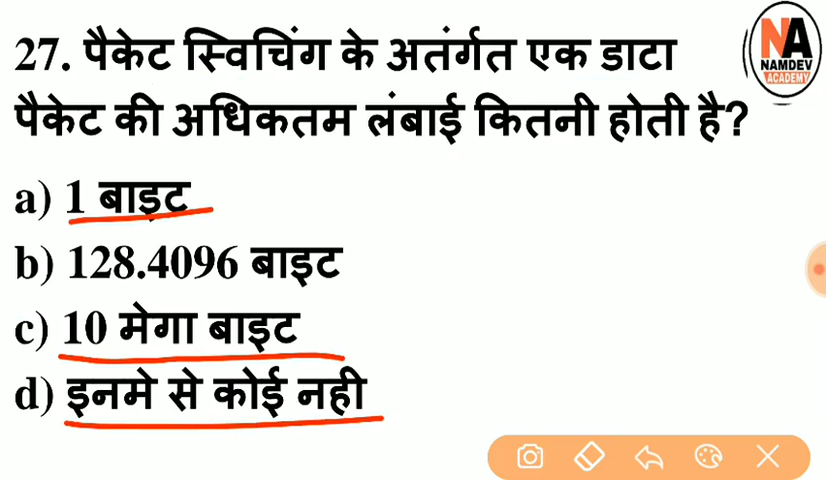 27. पैकेट स्विचिंग के अतंर्गत एक डाटा
पैकेट की अधिकतम लंबाई कितनी होती है?
a) 1 बाइट
b) 128.4096 बाइट
c) 10 मेगा बाइट
d) इनमे से कोई नही
NA
NAMDEV
ACADEMY